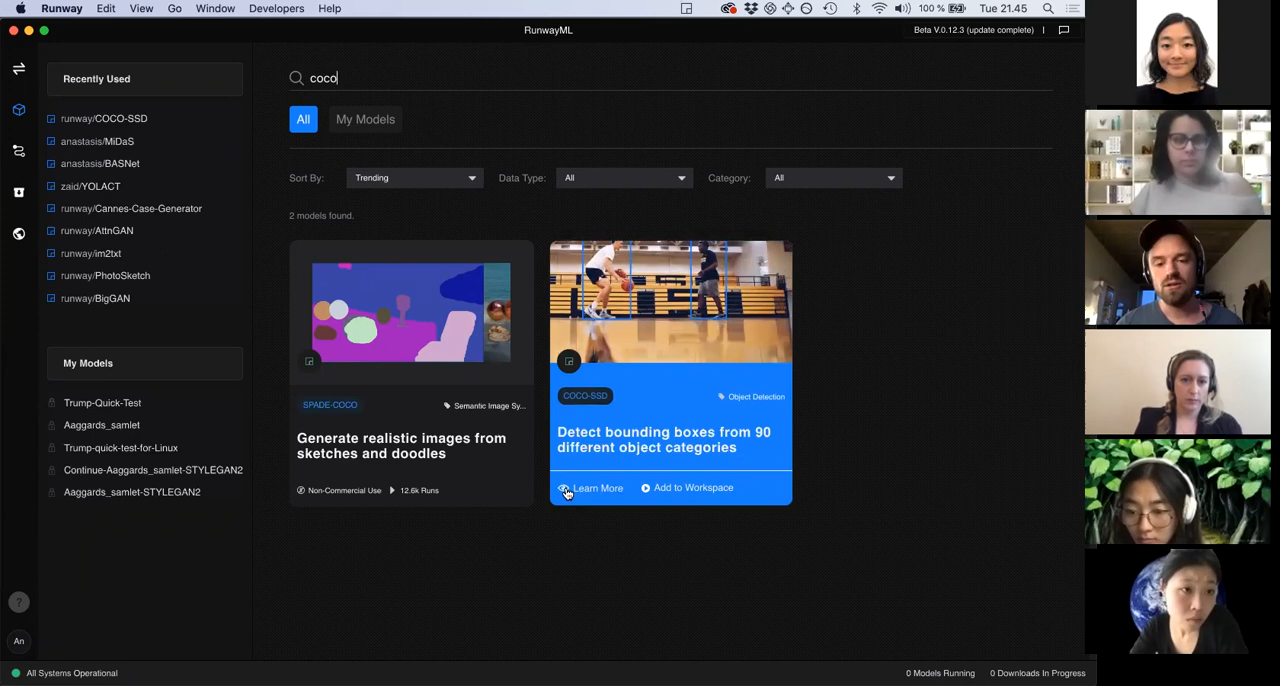 Runway Edit View Go Window Developers Help 100 % Tue 21.45
RunwayML
Beta V.0.12.3 (update complete)
Recently Used
runway/COCO-SSD
anastasis/MiDaS
anastasis/BASNet
zaid/YOLACT
runway/Cannes-Case-Generator
runway/AttnGAN
runway/im2txt
runway/PhotoSketch
runway/BigGAN
My Models
Trump-Quick-Test
Aaggards_samlet
Trump-quick-test-for-Linux
Continue-Aaggards_samlet-STYLEGAN2
Aaggards_samlet-STYLEGAN2
?
An
coco
All My Models
Sort By: Trending Data Type: All Category: All
2 models found.
SPADE-COCO Semantic Image Sy...
Generate realistic images from
sketches and doodles
Non-Commercial Use 12.6k Runs
COCO-SSD Object Detection
Detect bounding boxes from 90
different object categories
Learn More Add to Workspace
All Systems Operational 0 Models Running 0 Downloads In Progress